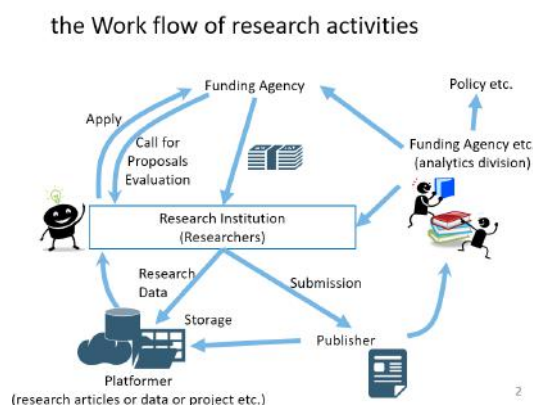 the Work flow of research activities
Funding Agency
Policy etc.
Apply
Call for
Proposals
Evaluation
Funding Agency etc
(analytics division)
Research Institution
(Researchers)
Research
Data
Submission
Storage
Publisher
Platformer
(research articles or data or project etc.)
2